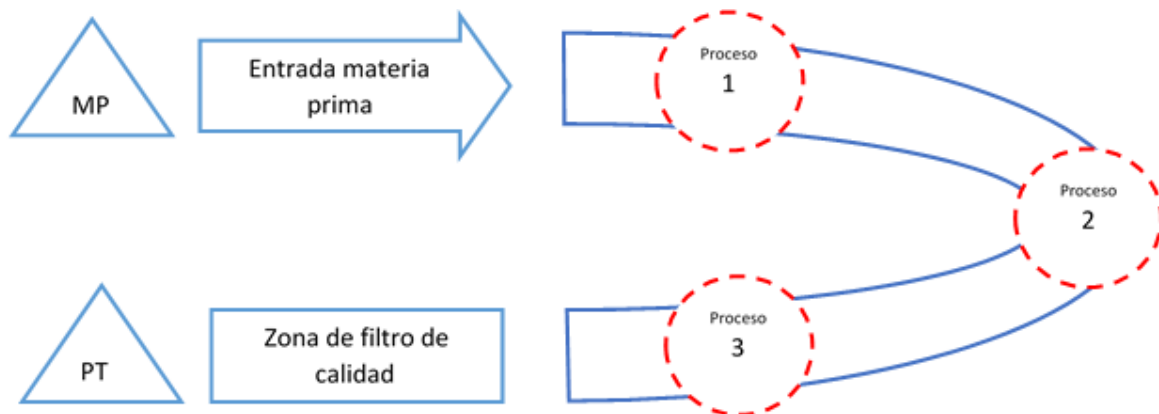 MP
Entrada materia
prima
Proceso
1
Proceso
2
PT
Zona de filtro de
calidad
Proceso
3